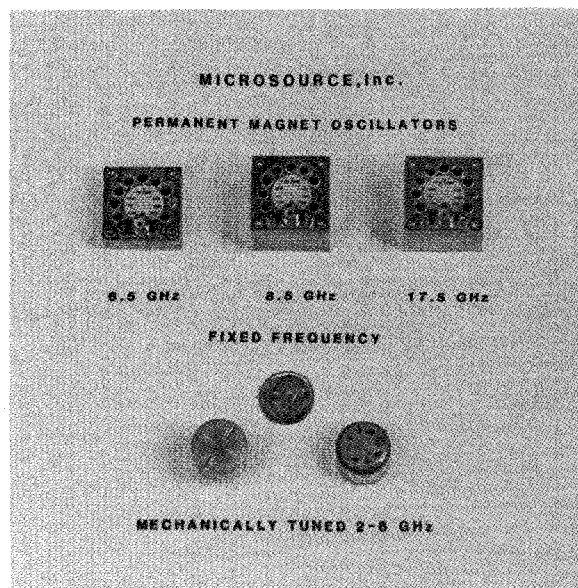 MICROSOURCE,Inc.
PERMANENT MAGNET OSCILLATORS
6.5 GHz 8.5 GHz 17.5 GHz
FIXED FREQUENCY
MECHANICALLY TUNED 2-6 GHz